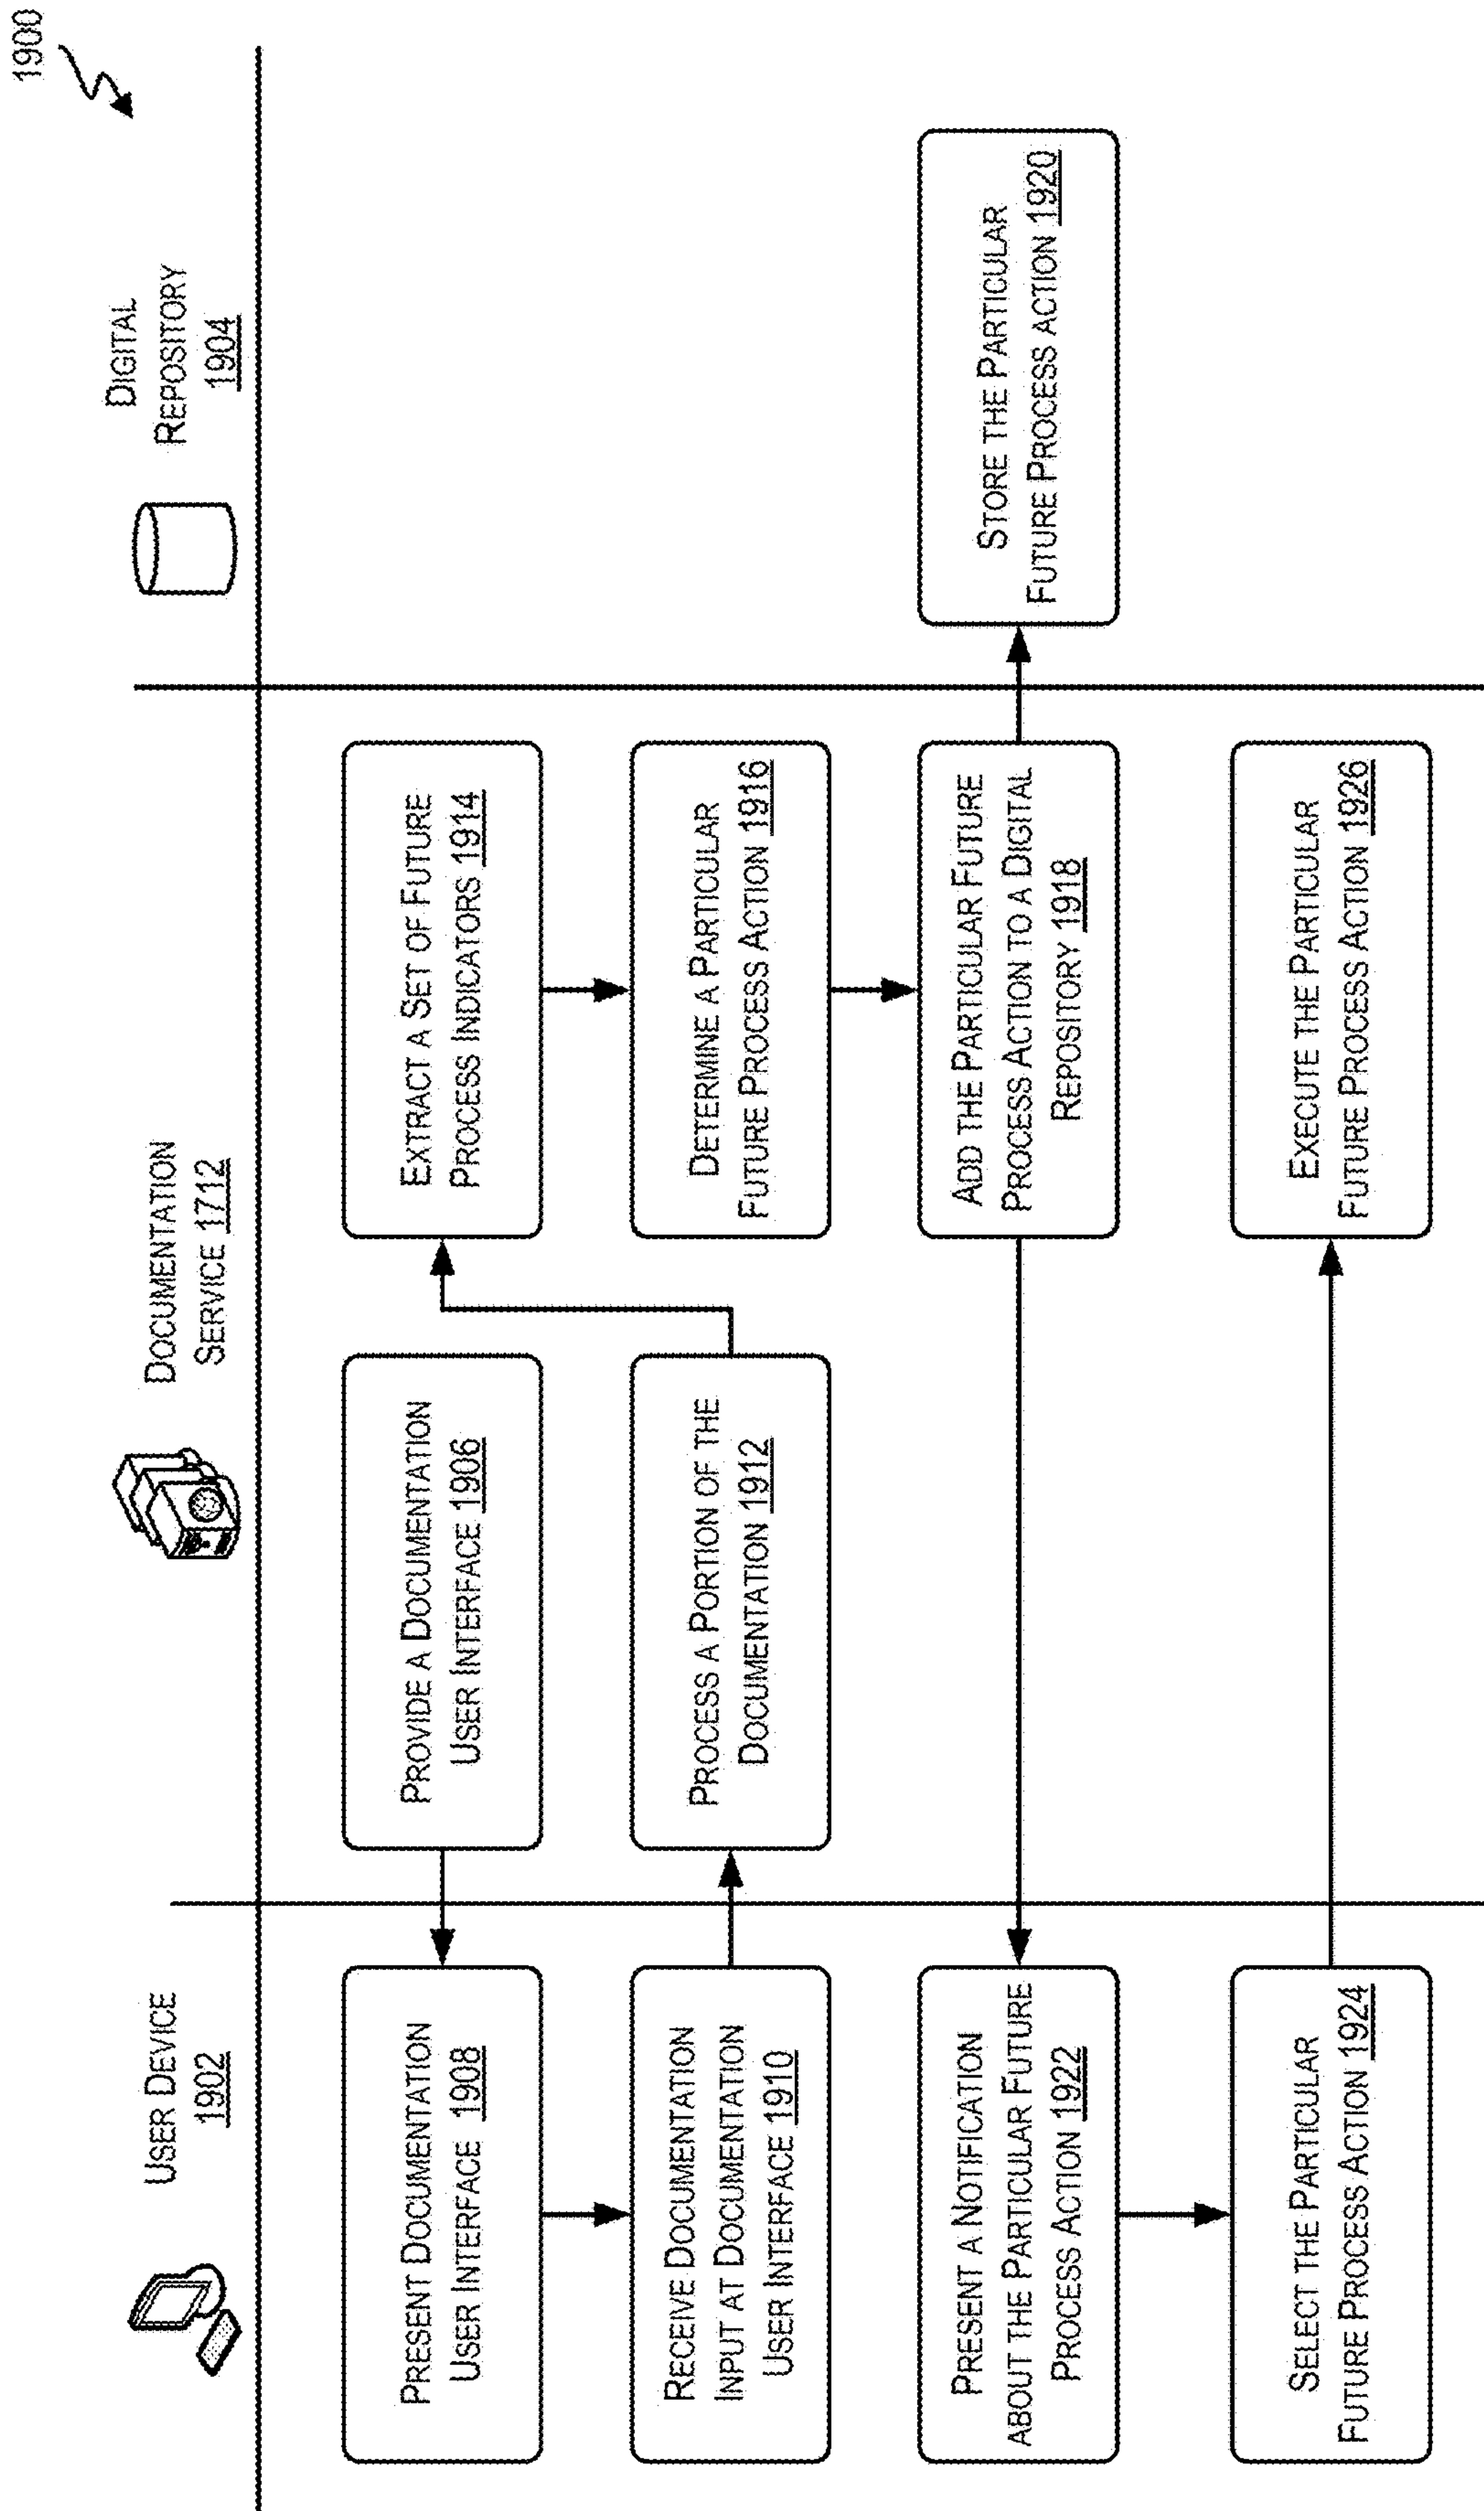 1900
USER DEVICE
1902
DOCUMENTATION
SERVICE 1712
DIGITAL
REPOSITORY
1904
PRESENT DOCUMENTATION
USER INTERFACE 1908
PROVIDE A DOCUMENTATION
USER INTERFACE 1906
EXTRACT A SET OF FUTURE
PROCESS INDICATORS 1914
RECEIVE DOCUMENTATION
INPUT AT DOCUMENTATION
USER INTERFACE 1910
PROCESS A PORTION OF THE
DOCUMENTATION 1912
DETERMINE A PARTICULAR
FUTURE PROCESS ACTION 1916
PRESENT A NOTIFICATION
ABOUT THE PARTICULAR FUTURE
PROCESS ACTION 1922
ADD THE PARTICULAR FUTURE
PROCESS ACTION TO A DIGITAL
REPOSITORY 1918
STORE THE PARTICULAR
FUTURE PROCESS ACTION 1920
SELECT THE PARTICULAR
FUTURE PROCESS ACTION 1924
EXECUTE THE PARTICULAR
FUTURE PROCESS ACTION 1926